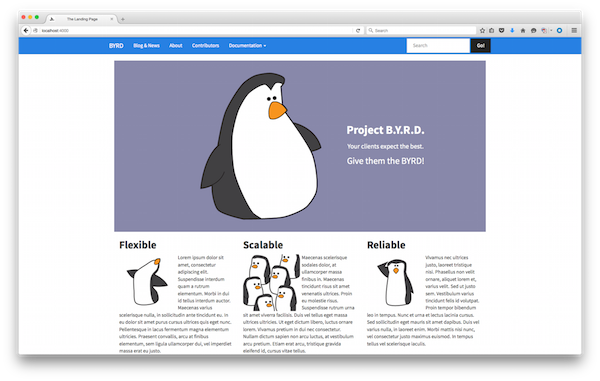 The Landing Page
localhost:4000
Search
BYRD Blog & News About Contributors Documentation Search Go!
Project B.Y.R.D.
Your clients expect the best.
Give them the BYRD!
Flexible
Lorem ipsum dolor sit
amet, consectetur
adipiscing elit.
Suspendisse interdum
quam a rutrum
elementum. Morbi in dui
id tellus interdum auctor.
Maecenas varius
scelerisque nulla, in sollicitudin ante tincidunt eu. In
eu dolor sit amet purus cursus ultrices quis eget nunc.
Pellentesque in lacus fermentum magna elementum
ultricies. Praesent convallis, arcu at finibus
elementum, sem ligula ullamcorper dui, vel imperdiet
massa erat eu justo.
Scalable
Maecenas scelerisque
sodales dolor, at
ullamcorper massa
finibus in. Maecenas
tincidunt risus sit amet
venenatis ultrices. Proin
eu molestie risus.
Suspendisse rutrum urna
sit amet viverra facilisis. Duis vel tellus eget massa
ultrices ultricies. Ut eget dictum libero, luctus ornare
lorem. Vivamus pretium in dui nec consectetur.
Nullam dictum sapien non arcu luctus, at vestibulum
arcu pretium. Etiam erat arcu, tristique gravida
eleifend id, cursus vitae tellus.
Reliable
Vivamus nec ultrices
justo, laoreet tristique
nisi. Phasellus non velit
ornare, aliquet lorem et,
varius velit. Sed ut justo
sem. Vestibulum varius
tincidunt felis id volutpat.
Proin tempor bibendum
leo in tempus. Nunc at urna et lectus lacinia cursus.
Sed sollicitudin eget mauris sit amet dapibus. Duis vel
varius nulla, in laoreet enim. Morbi mattis nisl nunc,
vel consectetur justo maximus euismod. In tempus
tellus vel scelerisque iaculis.